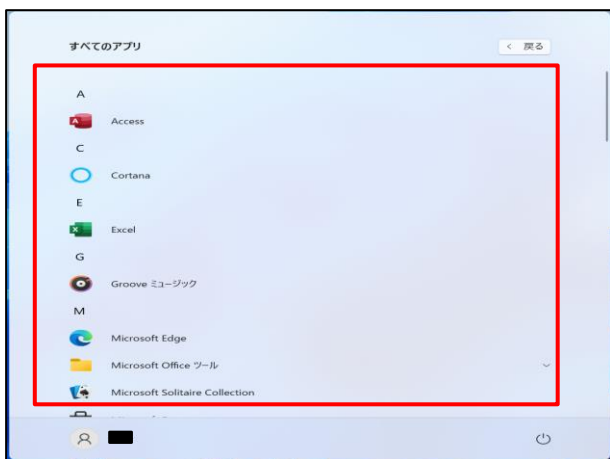 すべてのアプリ
< 戻る
A
Access
C
Cortana
E
Excel
G
Groove ミュージック
M
Microsoft Edge
Microsoft Office ツール
Microsoft Solitaire Collection